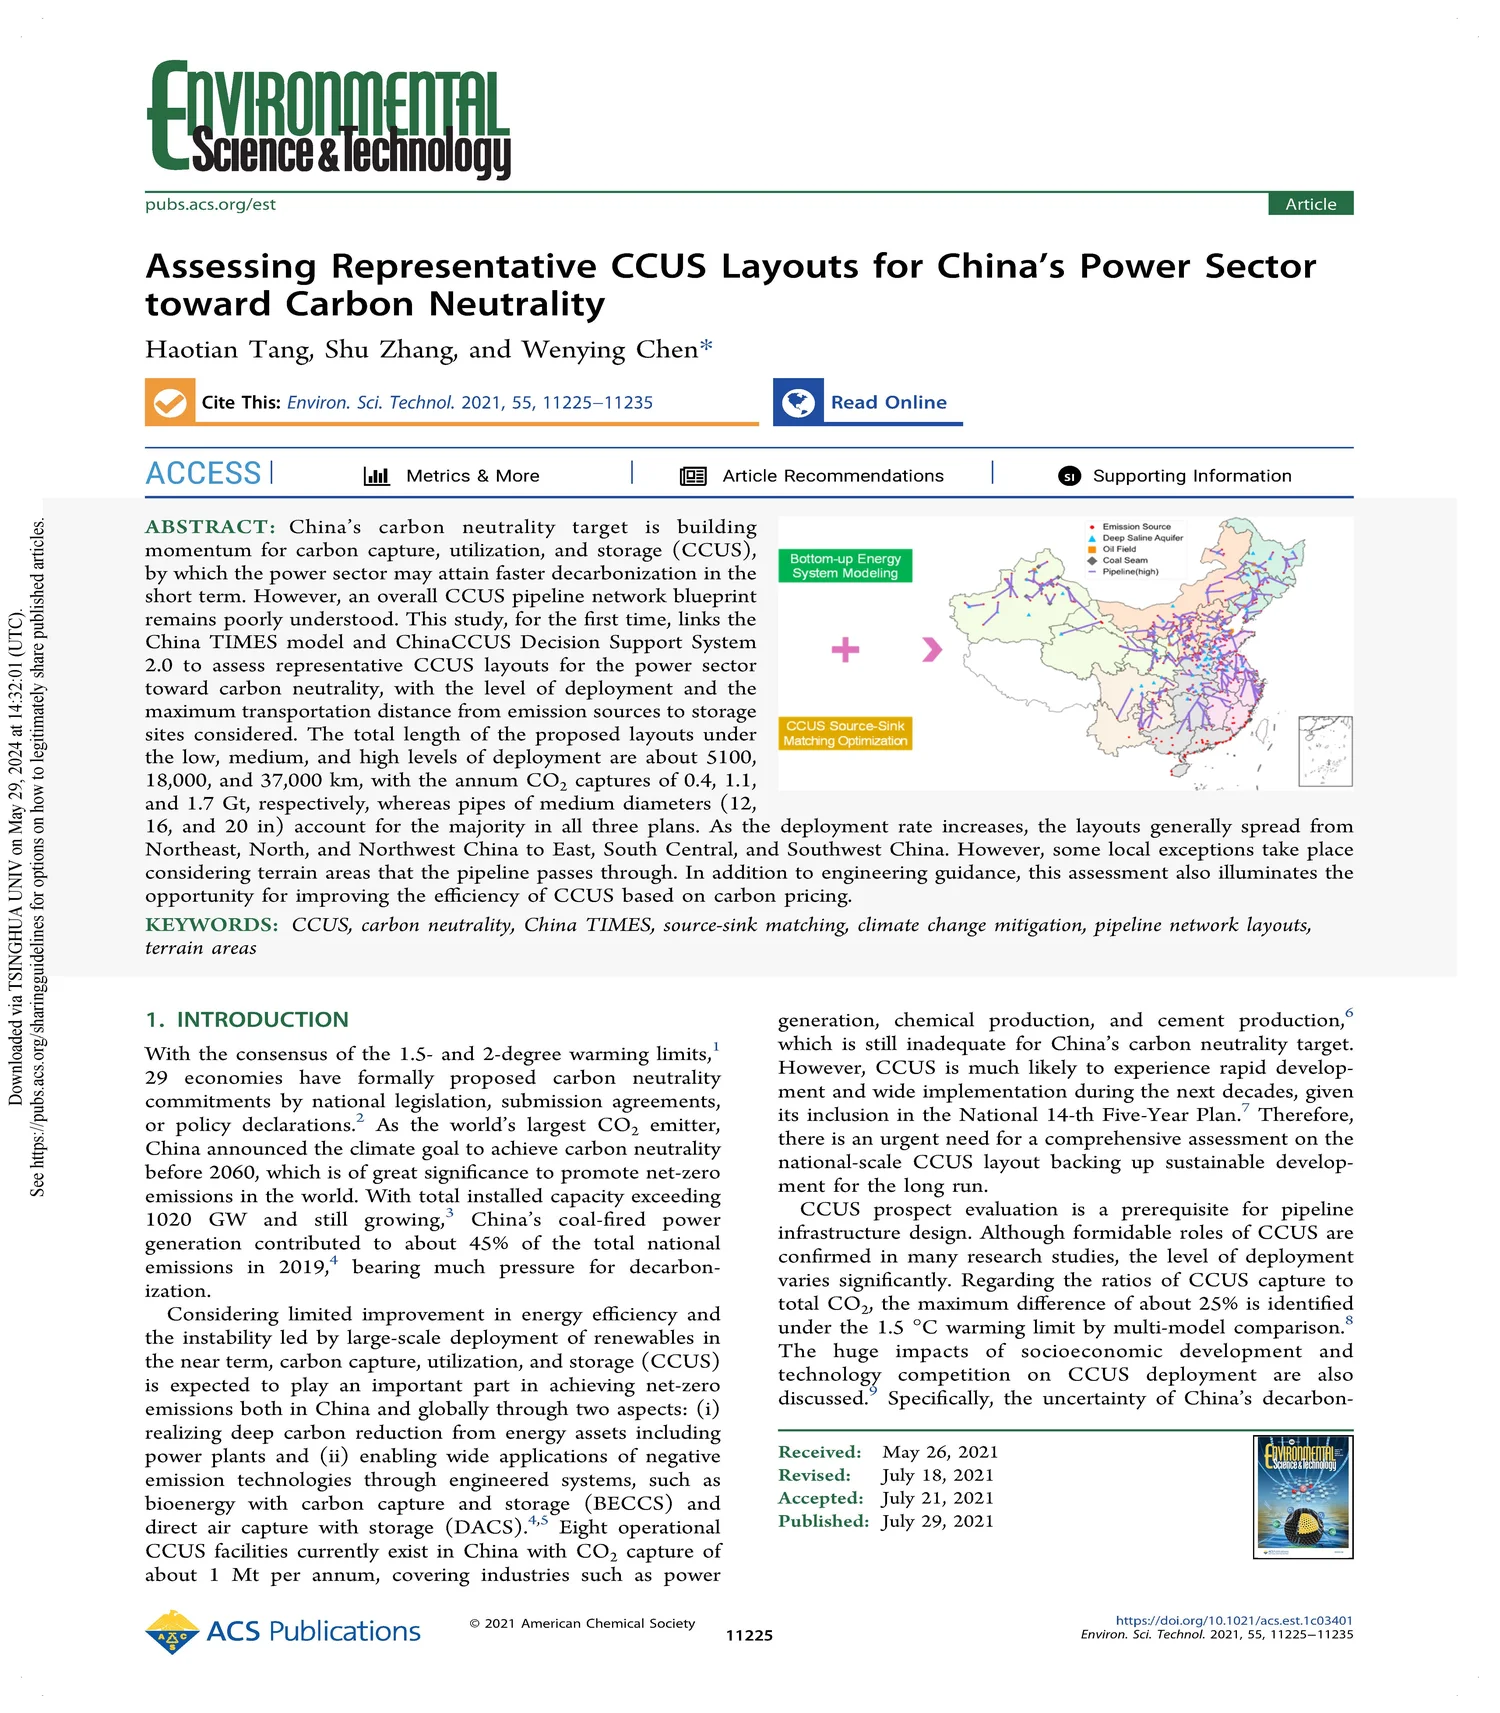 ENVIRONMENTAL
Science & Technology
pubs.acs.org/est
Article
Assessing Representative CCUS Layouts for China's Power Sector
toward Carbon Neutrality
Haotian Tang, Shu Zhang, and Wenying Chen*
Cite This: Environ. Sci. Technol. 2021, 55, 11225−11235
Read Online
ACCESS
Metrics & More
Article Recommendations
SI
Supporting Information
ABSTRACT: China's carbon neutrality target is building
momentum for carbon capture, utilization, and storage (CCUS),
by which the power sector may attain faster decarbonization in the
short term. However, an overall CCUS pipeline network blueprint
remains poorly understood. This study, for the first time, links the
China TIMES model and ChinaCCUS Decision Support System
2.0 to assess representative CCUS layouts for the power sector
toward carbon neutrality, with the level of deployment and the
maximum transportation distance from emission sources to storage
sites considered. The total length of the proposed layouts under
the low, medium, and high levels of deployment are about 5100,
18,000, and 37,000 km, with the annum CO2 captures of 0.4, 1.1,
and 1.7 Gt, respectively, whereas pipes of medium diameters (12,
16, and 20 in) account for the majority in all three plans. As the deployment rate increases, the layouts generally spread from
Northeast, North, and Northwest China to East, South Central, and Southwest China. However, some local exceptions take place
considering terrain areas that the pipeline passes through. In addition to engineering guidance, this assessment also illuminates the
opportunity for improving the efficiency of CCUS based on carbon pricing.
Bottom-up Energy
System Modeling
CCUS Source-Sink
Matching Optimization
Emission Source
Deep Saline Aquifer
Oil Field
Coal Seam
Pipeline(high)
KEYWORDS: CCUS, carbon neutrality, China TIMES, source-sink matching, climate change mitigation, pipeline network layouts,
terrain areas
1. INTRODUCTION
With the consensus of the 1.5- and 2-degree warming limits,1
29 economies have formally proposed carbon neutrality
commitments by national legislation, submission agreements,
or policy declarations.2 As the world's largest CO2 emitter,
China announced the climate goal to achieve carbon neutrality
before 2060, which is of great significance to promote net-zero
emissions in the world. With total installed capacity exceeding
1020 GW and still growing,3 China's coal-fired power
generation contributed to about 45% of the total national
emissions in 2019,4 bearing much pressure for decarbon-
ization.
Considering limited improvement in energy efficiency and
the instability led by large-scale deployment of renewables in
the near term, carbon capture, utilization, and storage (CCUS)
is expected to play an important part in achieving net-zero
emissions both in China and globally through two aspects: (i)
realizing deep carbon reduction from energy assets including
power plants and (ii) enabling wide applications of negative
emission technologies through engineered systems, such as
bioenergy with carbon capture and storage (BECCS) and
direct air capture with storage (DACS).4,5 Eight operational
CCUS facilities currently exist in China with CO2 capture of
about 1 Mt per annum, covering industries such as power
generation, chemical production, and cement production,6
which is still inadequate for China's carbon neutrality target.
However, CCUS is much likely to experience rapid develop-
ment and wide implementation during the next decades, given
its inclusion in the National 14-th Five-Year Plan.7 Therefore,
there is an urgent need for a comprehensive assessment on the
national-scale CCUS layout backing up sustainable develop-
ment for the long run.
CCUS prospect evaluation is a prerequisite for pipeline
infrastructure design. Although formidable roles of CCUS are
confirmed in many research studies, the level of deployment
varies significantly. Regarding the ratios of CCUS capture to
total CO2, the maximum difference of about 25% is identified
under the 1.5 °C warming limit by multi-model comparison.8
The huge impacts of socioeconomic development and
technology competition on CCUS deployment are also
discussed.9 Specifically, the uncertainty of China's decarbon-
Received: May 26, 2021
Revised: July 18, 2021
Accepted: July 21, 2021
Published: July 29, 2021
ENVIRONMENTAL
Science & Technology
ACS Publications
© 2021 American Chemical Society
11225
https://doi.org/10.1021/acs.est.1c03401
Environ. Sci. Technol. 2021, 55, 11225−11235
Downloaded via TSINGHUA UNIV on May 29, 2024 at 14:32:01 (UTC).
See https://pubs.acs.org/sharingguidelines for options on how to legitimately share published articles.